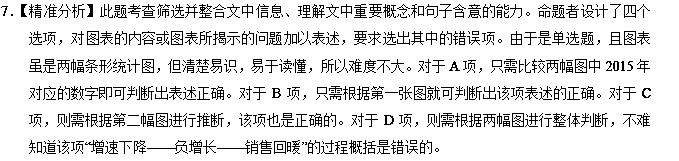 7.【精准分析】此题考查筛选并整合文中信息、理解文中重要概念和句子含意的能力。命题者设计了四个
选项，对图表的内容或图表所揭示的问题加以表述，要求选出其中的错误项。由于是单选题，且图表
虽是两幅条形统计图，但清楚易识，易于读懂，所以难度不大。对于 A 项，只需比较两幅图中 2015 年
对应的数字即可判断出表述正确。对于 B 项，只需根据第一张图就可判断出该项表述的正确。对于 C
项，则需根据第二幅图进行推断，该项也是正确的。对于 D 项，则需根据两幅图进行整体判断，不难
知道该项“增速下降——负增长——销售回暖”的过程概括是错误的。